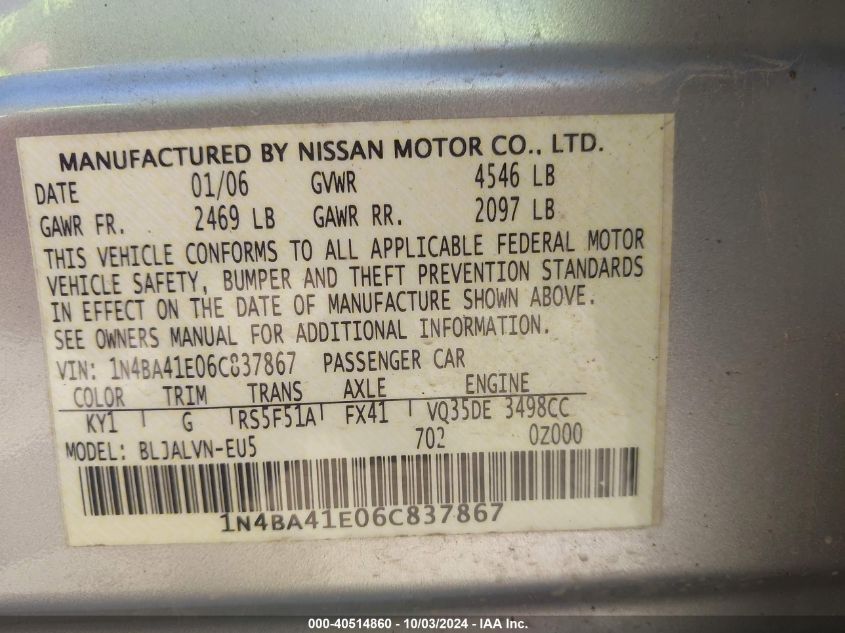 MANUFACTURED BY NISSAN MOTOR CO., LTD.
DATE 01/06 GVWR 4546 LB
GAWR FR. 2469 LB GAWR RR. 2097 LB
THIS VEHICLE CONFORMS TO ALL APPLICABLE FEDERAL MOTOR
VEHICLE SAFETY, BUMPER AND THEFT PREVENTION STANDARDS
IN EFFECT ON THE DATE OF MANUFACTURE SHOWN ABOVE.
SEE OWNERS MANUAL FOR ADDITIONAL INFORMATION.
VIN: 1N4BA41E06C837867 PASSENGER CAR
COLOR TRIM TRANS AXLE ENGINE
KY1 G RS5F51A FX41 VQ35DE 3498CC
MODEL: BLJALVN-EU5 702 0Z000
1N4BA41E06C837867
000-40514860 - 10/03/2024 - IAA Inc.